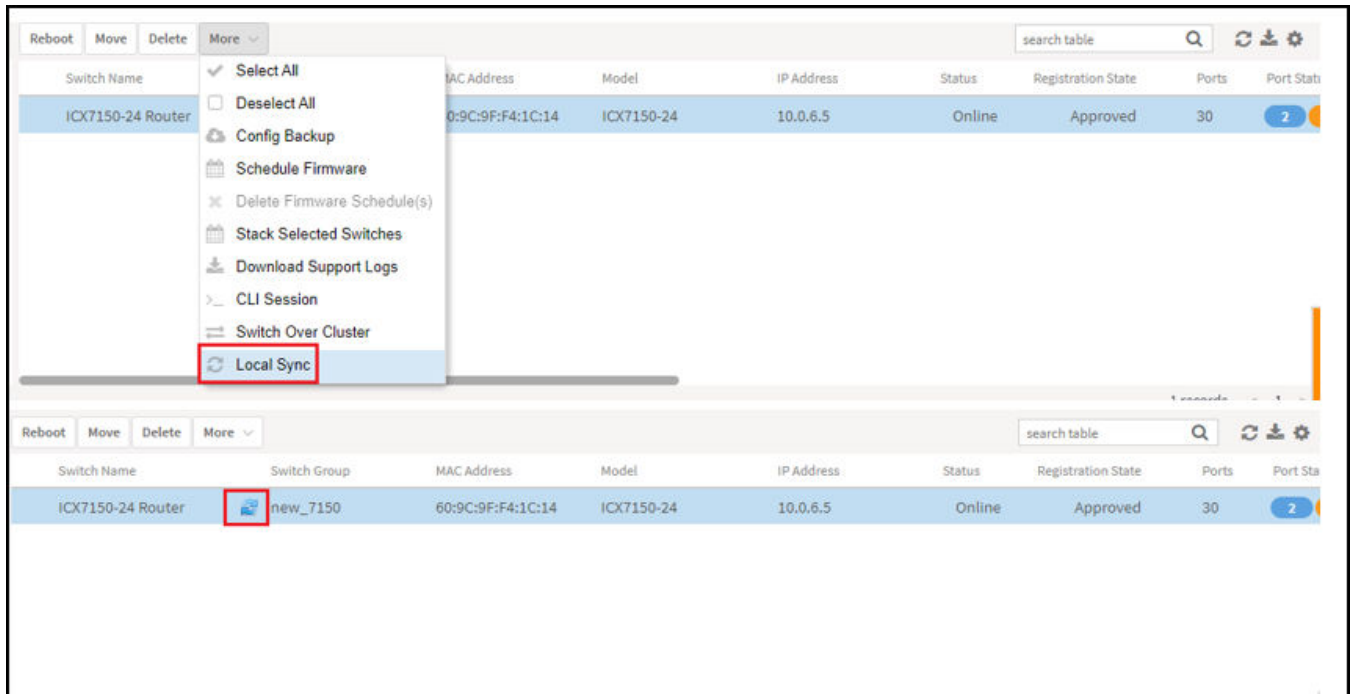 Reboot Move Delete More search table
Switch Name MAC Address Model IP Address Status Registration State Ports Port Statu
ICX7150-24 Router 0:9C:9F:F4:1C:14 ICX7150-24 10.0.6.5 Online Approved 30 2
Select All
Deselect All
Config Backup
Schedule Firmware
Delete Firmware Schedule(s)
Stack Selected Switches
Download Support Logs
CLI Session
Switch Over Cluster
Local Sync
1 records 1
Reboot Move Delete More search table
Switch Name Switch Group MAC Address Model IP Address Status Registration State Ports Port Sta
ICX7150-24 Router new_7150 60:9C:9F:F4:1C:14 ICX7150-24 10.0.6.5 Online Approved 30 2